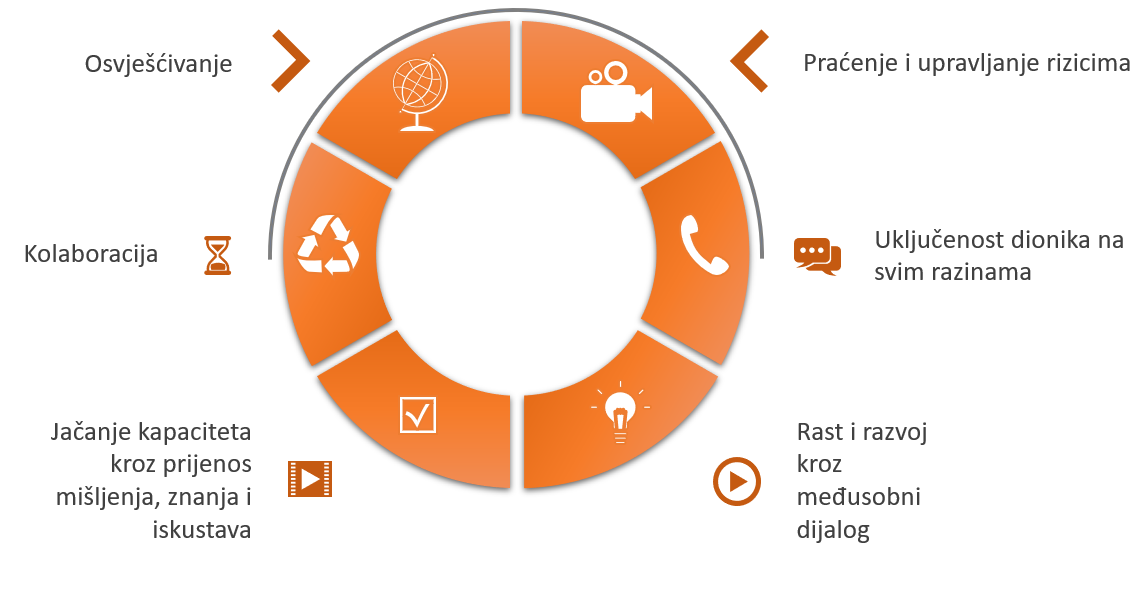 Osvješćivanje
Praćenje i upravljanje rizicima
Kolaboracija
Uključenost dionika na
svim razinama
Jačanje kapaciteta
kroz prijenos
mišljenja, znanja i
iskustava
Rast i razvoj
kroz
međusobni
dijalog